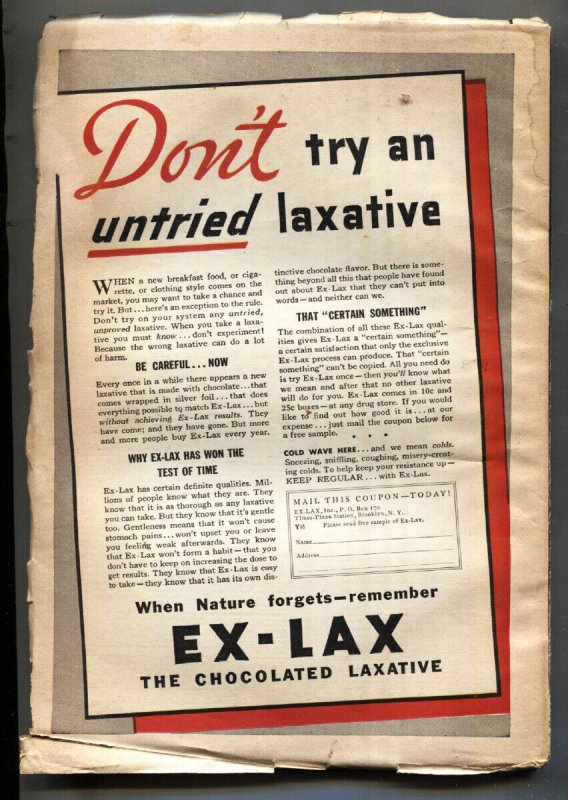 Don't try an
untried laxative
WHEN a new breakfast food, or ciga-
rette, or clothing style comes on the
market, you may want to take a chance and
try it. But...here's an exception to the rule.
Don't try on your system any untried,
unproved laxative. When you take a laxa-
tive you must know...don't experiment!
Because the wrong laxative can do a lot
of harm.
BE CAREFUL...NOW
Every once in a while there appears a new
laxative that is made with chocolate...that
comes wrapped in silver foil...that does
everything possible to match Ex-Lax...but
without achieving Ex-Lax results. They
have come; and they have gone. But more
and more people buy Ex-Lax every year.
WHY EX-LAX HAS WON THE
TEST OF TIME
Ex-Lax has certain definite qualities. Mil-
lions of people know what they are. They
know that it is as thorough as any laxative
you can take. But they know that it's gentle
too. Gentleness means that it won't cause
stomach pains...won't upset you or leave
you feeling weak afterwards. They know
that Ex-Lax won't form a habit—that you
don't have to keep on increasing the dose to
get results. They know that Ex-Lax is easy
to take—they know that it has its own dis-
tinctive chocolate flavor. But there is some-
thing beyond all this that people have found
out about Ex-Lax that they can't put into
words—and neither can we.
THAT "CERTAIN SOMETHING"
The combination of all these Ex-Lax qual-
ities gives Ex-Lax a "certain something"—
a certain satisfaction that only the exclusive
Ex-Lax process can produce. That "certain
something" can't be copied. All you need do
is try Ex-Lax once—then you'll know what
we mean and after that no other laxative
will do for you. Ex-Lax comes in 10c and
25c boxes—at any drug store. If you would
like to find out how good it is...at our
expense...just mail the coupon below for
a free sample.
COLD WAVE HERE...and we mean colds.
Sneezing, sniffling, coughing, misery-creat-
ing colds. To help keep your resistance up—
KEEP REGULAR...with Ex-Lax.
MAIL THIS COUPON—TODAY!
EX-LAX, Inc., P. O. Box 170
Times-Plaza Station, Brooklyn, N. Y.
Please send free sample of Ex-Lax.
Name
Address
When Nature forgets—remember
EX-LAX
THE CHOCOLATED LAXATIVE